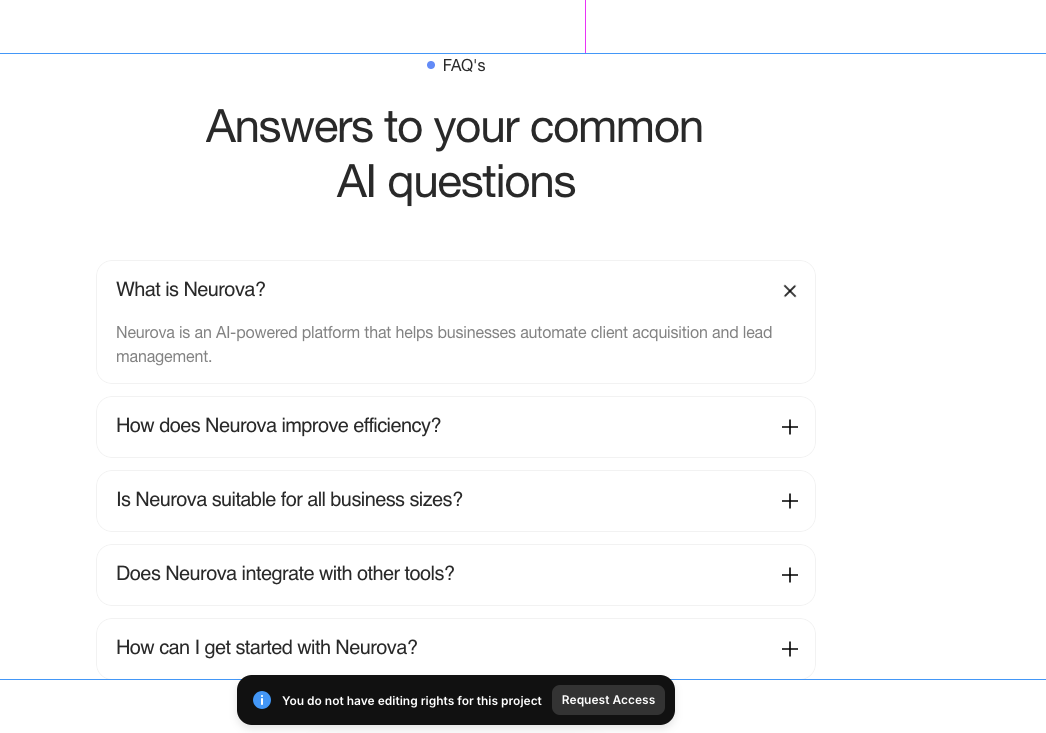 FAQ's
Answers to your common
AI questions
What is Neurova?
Neurova is an AI-powered platform that helps businesses automate client acquisition and lead
management.
How does Neurova improve efficiency?
Is Neurova suitable for all business sizes?
Does Neurova integrate with other tools?
How can I get started with Neurova?
You do not have editing rights for this project
Request Access